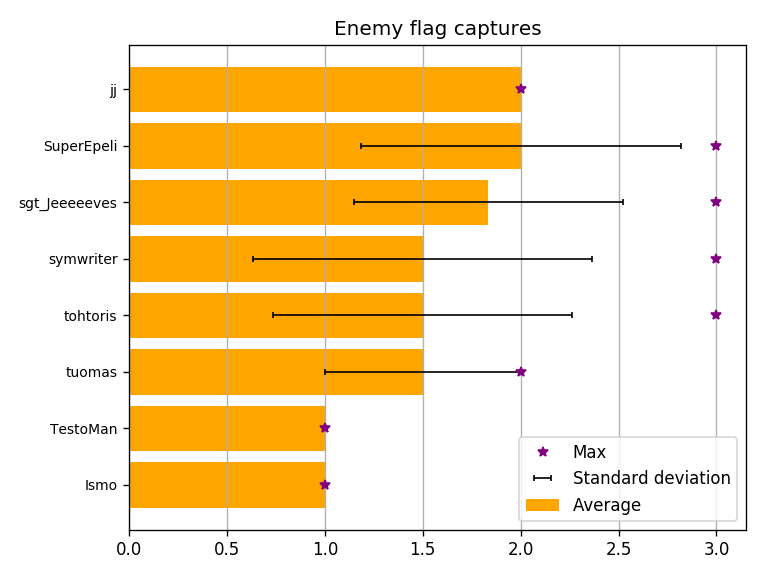 Enemy flag captures
jj
SuperEpeli
sgt_Jeeeeeves
symwriter
tohtoris
tuomas
TestoMan
Ismo
Max
Standard deviation
Average
0.0 0.5 1.0 1.5 2.0 2.5 3.0